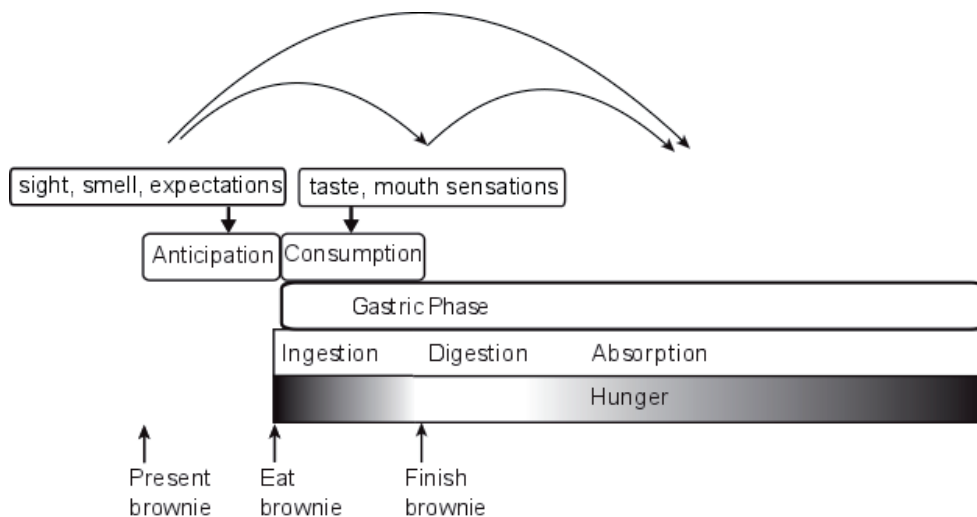 sight, smell, expectations
taste, mouth sensations
Anticipation
Consumption
Gastric Phase
Ingestion
Digestion
Absorption
Hunger
Present
brownie
Eat
brownie
Finish
brownie